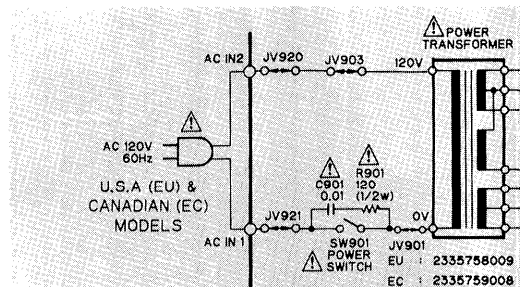 POWER
TRANSFORMER
AC IN2
JV920
JV903
120V
AC 120V
60Hz
U.S.A (EU) &
CANADIAN (EC)
MODELS
C901
0.01
R901
120
(1/2W)
JV921
0V
AC IN 1
SW901
POWER
SWITCH
JV901
EU : 2335758009
EC : 2335759008